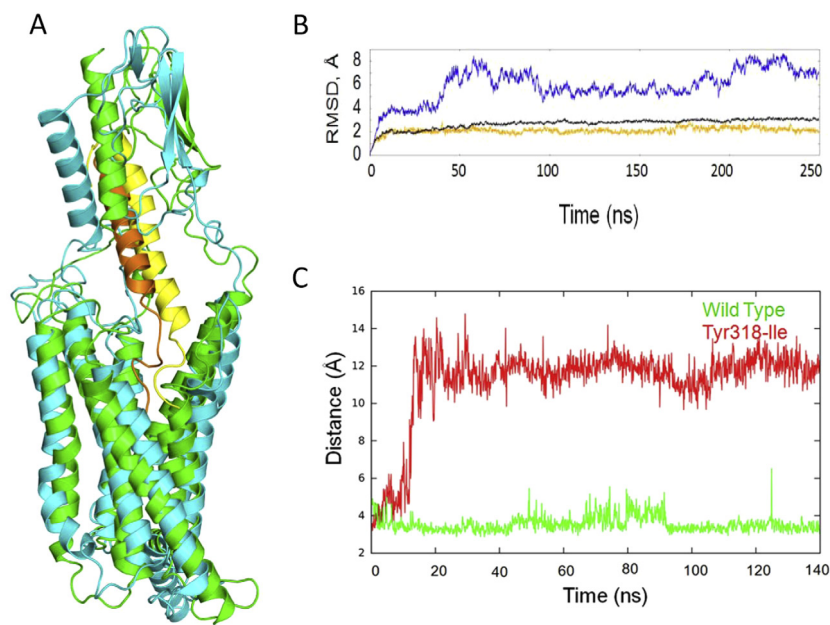 A
B
RMSD, Å
8
6
4
2
0
0 50 100 150 200 250
Time (ns)
C
Wild Type
Tyr318-Ile
Distance (Å)
16
14
12
10
8
6
4
2
0 20 40 60 80 100 120 140
Time (ns)